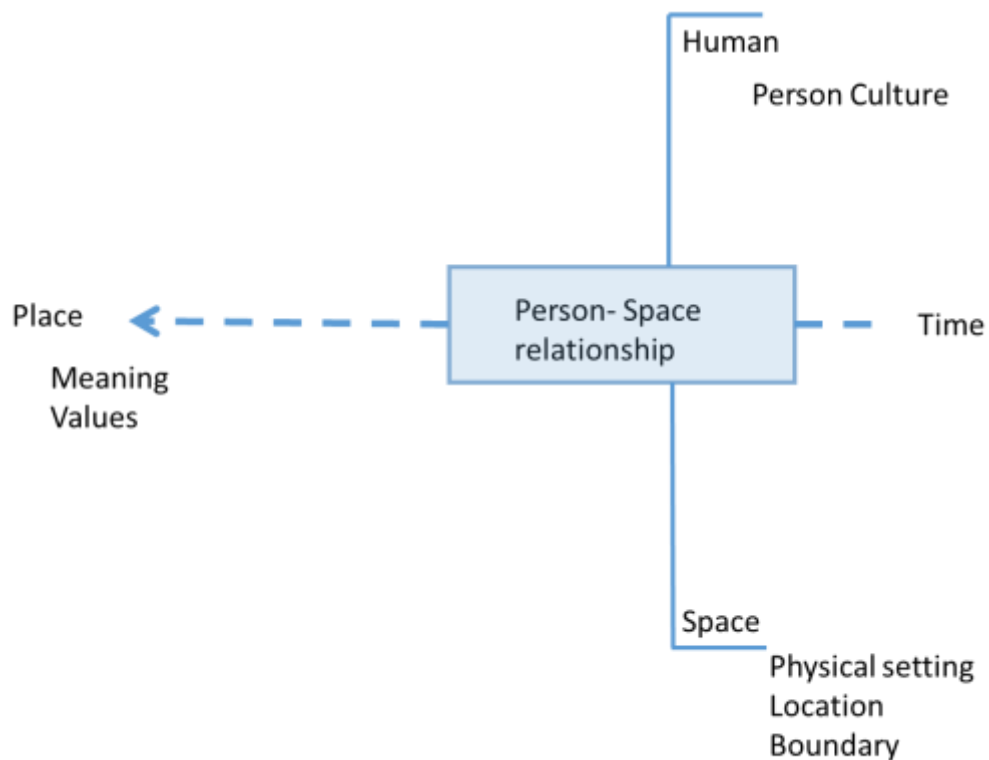 Human
Person Culture
Person- Space
relationship
Place
Time
Meaning
Values
Space
Physical setting
Location
Boundary